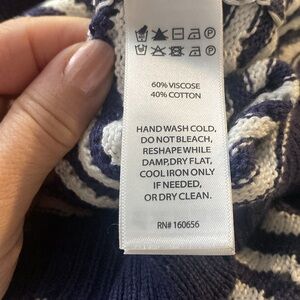 60% VISCOSE
40% COTTON
HAND WASH COLD,
DO NOT BLEACH,
RESHAPE WHILE
DAMP,DRY FLAT,
COOL IRON ONLY
IF NEEDED,
OR DRY CLEAN.
RN# 160656